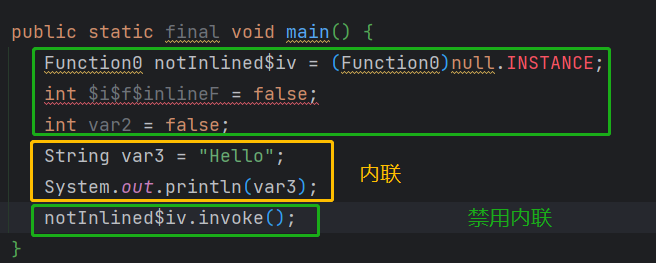 public static final void main() {
Function0 notInlined$iv = (Function0)null.INSTANCE;
int $i$f$inlineF = false;
int var2 = false;
String var3 = "Hello";
内联
System.out.println(var3);
notInlined$iv.invoke();
禁用内联
}